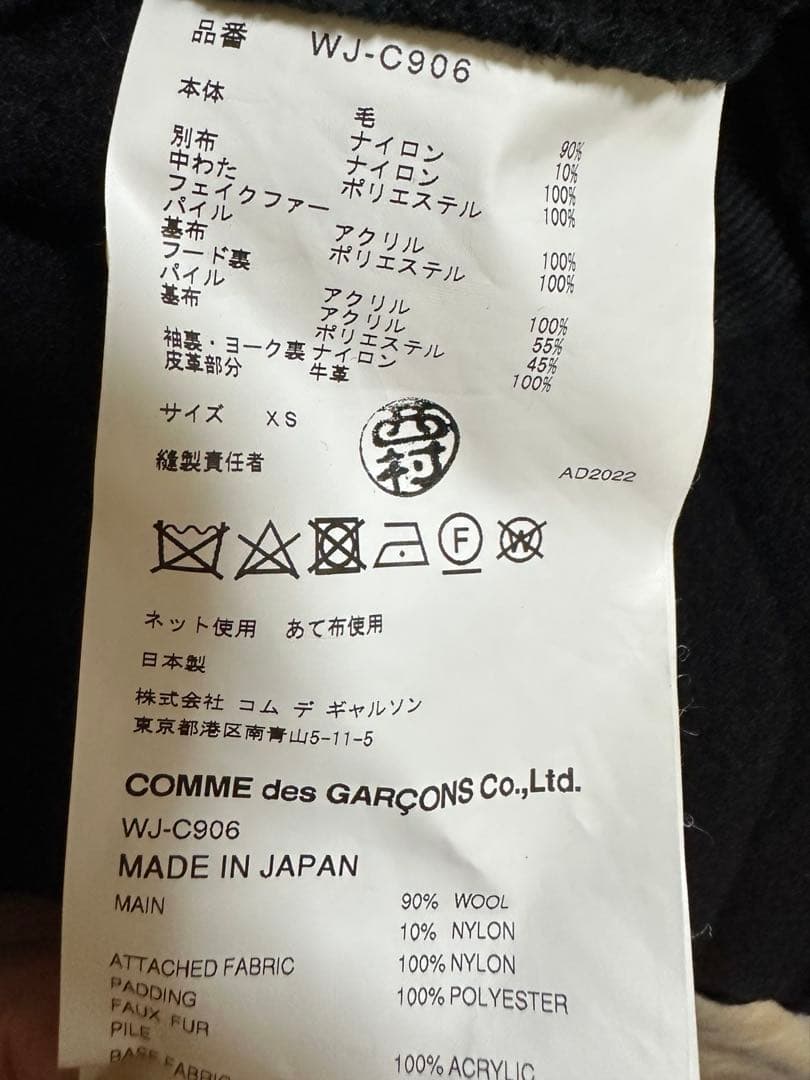 品番 WJ-C906
本体
毛 90%
ナイロン 10%
別布 ナイロン 100%
中わた ポリエステル 100%
フェイクファー
パイル アクリル 100%
基布 ポリエステル 100%
フード裏
パイル アクリル 100%
基布 アクリル 55%
ポリエステル 45%
袖裏・ヨーク裏 ナイロン 100%
皮革部分 牛革
サイズ XS
縫製責任者 西村
AD2022
F W
ネット使用 あて布使用
日本製
株式会社 コム デ ギャルソン
東京都港区南青山5-11-5
COMME des GARÇONS Co.,Ltd.
WJ-C906
MADE IN JAPAN
MAIN 90% WOOL
10% NYLON
ATTACHED FABRIC 100% NYLON
PADDING 100% POLYESTER
FAUX FUR
PILE 100% ACRYLIC
BASE FABRIC